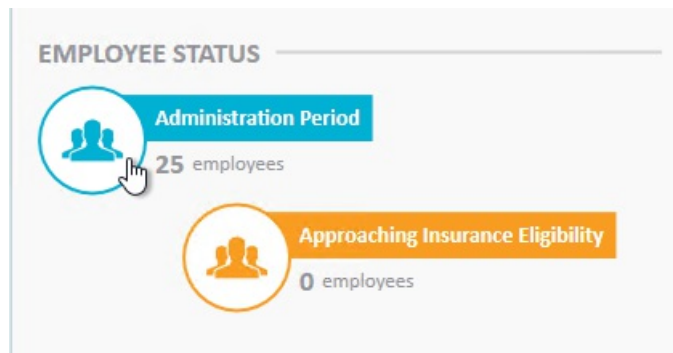 EMPLOYEE STATUS
Administration Period
25 employees
Approaching Insurance Eligibility
0 employees